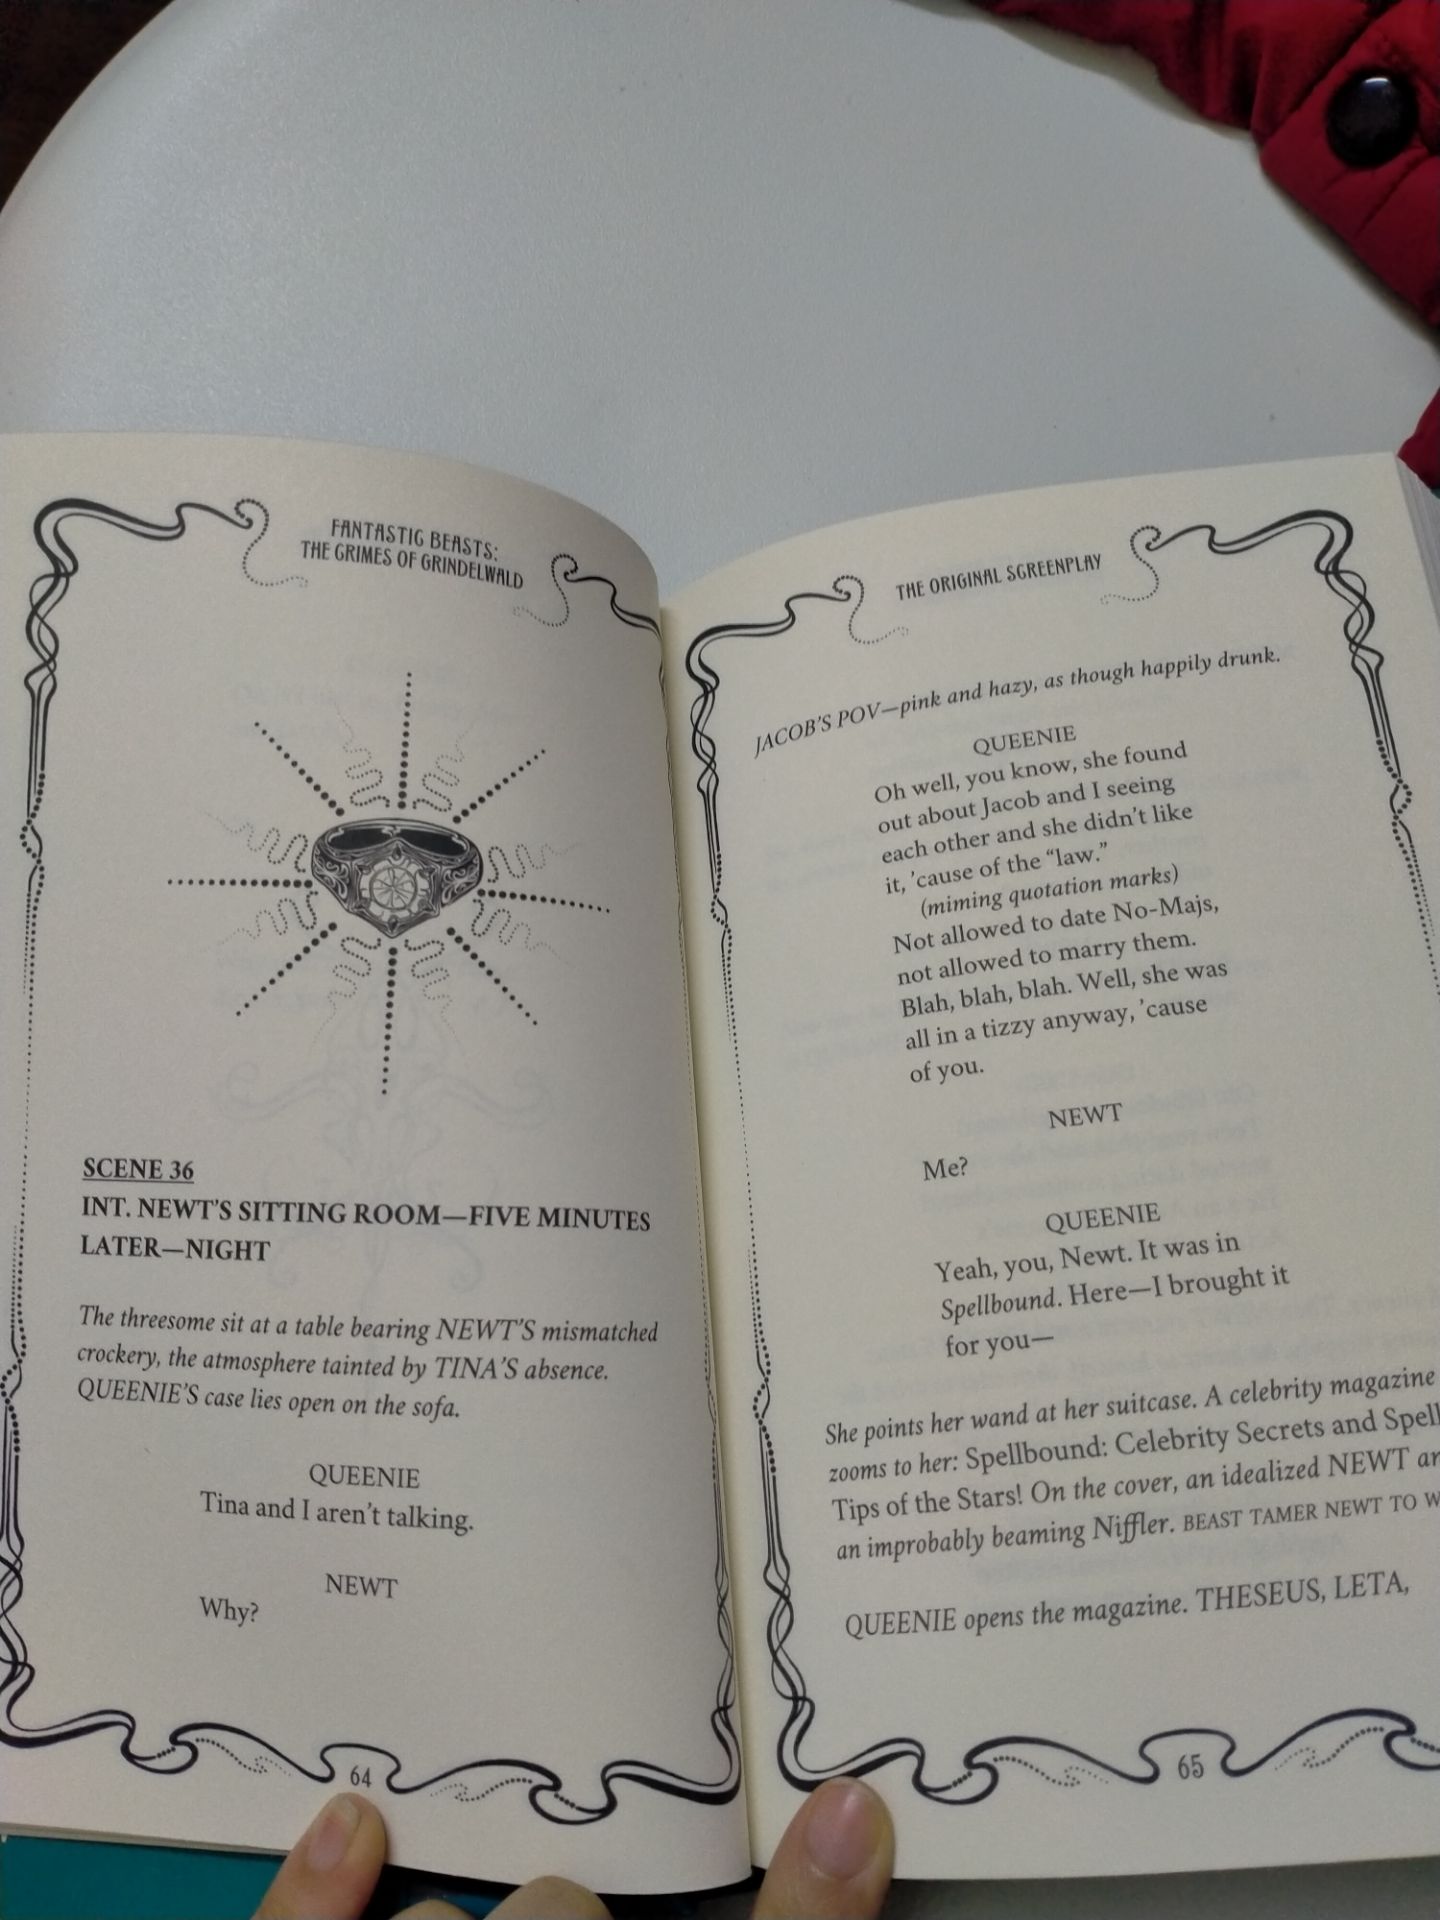 FANTASTIC BEASTS:
THE CRIMES OF GRINDELWALD
SCENE 36
INT. NEWT'S SITTING ROOM—FIVE MINUTES
LATER—NIGHT
The threesome sit at a table bearing NEWT'S mismatched
crockery, the atmosphere tainted by TINA'S absence.
QUEENIE'S case lies open on the sofa.
QUEENIE
Tina and I aren't talking.
NEWT
Why?
64
THE ORIGINAL SCREENPLAY
JACOB'S POV—pink and hazy, as though happily drunk.
QUEENIE
Oh well, you know, she found
out about Jacob and I seeing
each other and she didn't like
it, 'cause of the “law.”
(miming quotation marks)
Not allowed to date No-Majs,
not allowed to marry them.
Blah, blah, blah. Well, she was
all in a tizzy anyway, 'cause
of you.
NEWT
Me?
QUEENIE
Yeah, you, Newt. It was in
Spellbound. Here—I brought it
for you—
She points her wand at her suitcase. A celebrity magazine
zooms to her: Spellbound: Celebrity Secrets and Spell
Tips of the Stars! On the cover, an idealized NEWT
an improbably beaming Niffler. BEAST TAMER NEWT TO
QUEENIE opens the magazine. THESEUS, LETA,
65